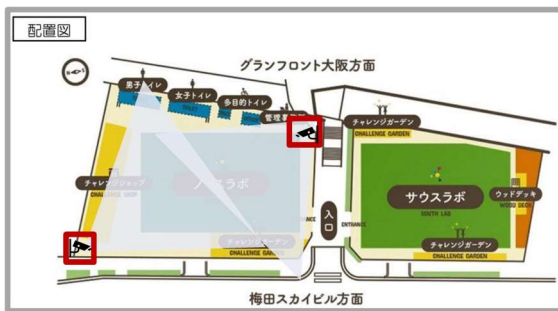 配置図
グランフロント大阪方面
男子トイレ
女子トイレ
多目的トイレ
チャレンジガーデン
CHALLENGE GARDEN
チャレンジショップ
CHALLENGE SHOP
サウスラボ
SOUTH LAB
ウッドデッキ
WOOD DECK
入口
ENTRANCE
チャレンジガーデン
CHALLENGE GARDEN
チャレンジガーデン
CHALLENGE GARDEN
梅田スカイビル方面